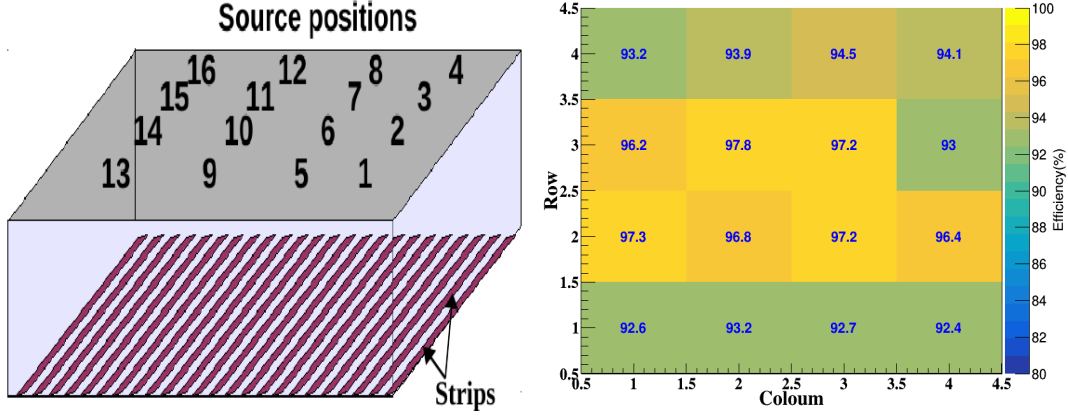 Source positions
16 12 8 4
15 11 7 3
14 10 6 2
13 9 5 1
Strips
4.5
4
3.5
3
2.5
2
1.5
1
0.5
Row
93.2 93.9 94.5 94.1
96.2 97.8 97.2 93
97.3 96.8 97.2 96.4
92.6 93.2 92.7 92.4
0.5 1 1.5 2 2.5 3 3.5 4 4.5
Coloum
100
98
96
94
92
90
88
86
84
82
80
Efficiency(%)